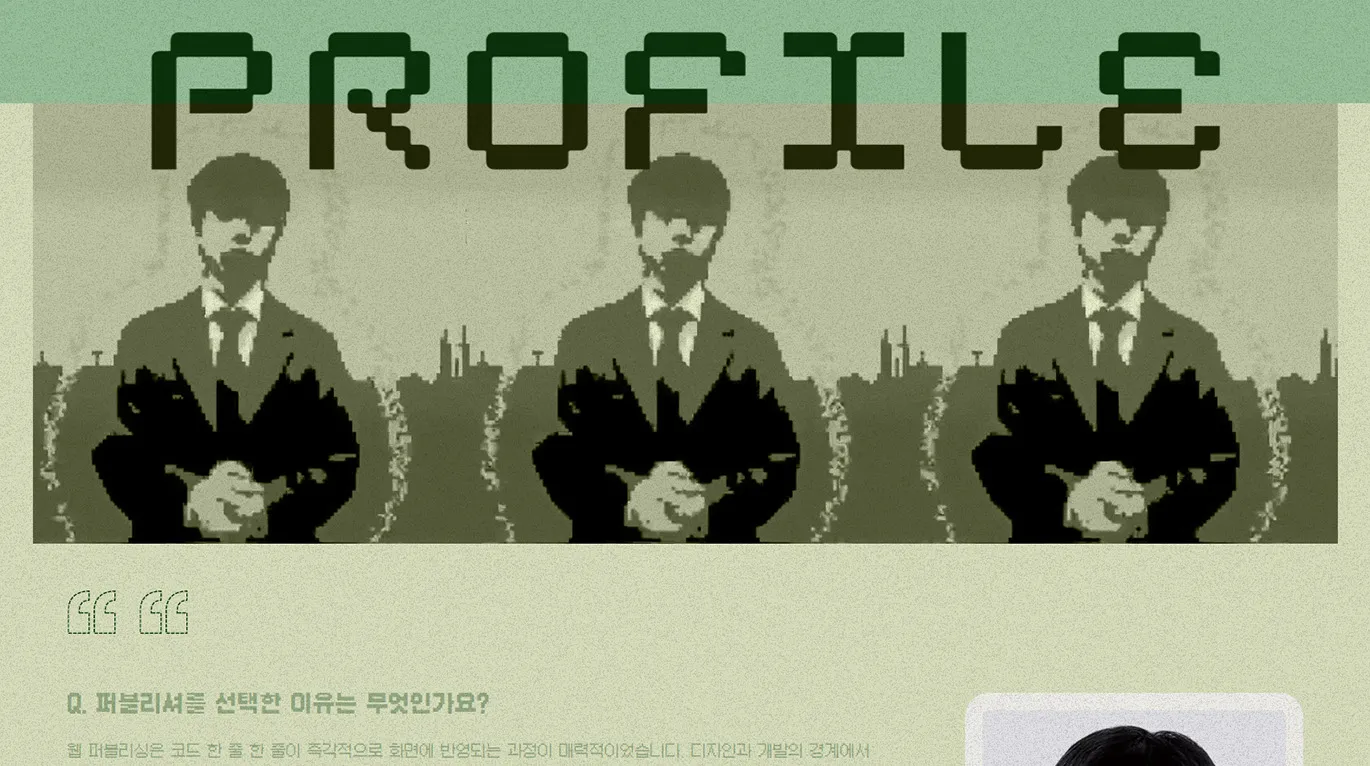 PROFILE
Q. 퍼블리셔를 선택한 이유는 무엇인가요?
웹 퍼블리싱은 코드 한 줄 한 줄이 즉각적으로 화면에 반영되는 과정이 매력적이었습니다. 디자인과 개발의 경계에서